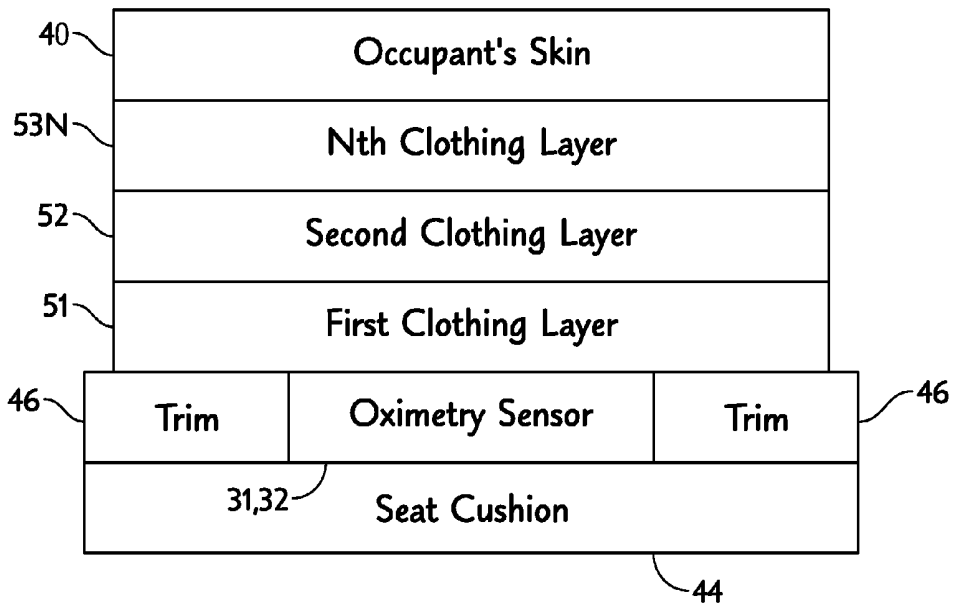 40
Occupant's Skin
53N
Nth Clothing Layer
52
Second Clothing Layer
51
First Clothing Layer
46
Trim
Oximetry Sensor
Trim
46
31,32
Seat Cushion
44